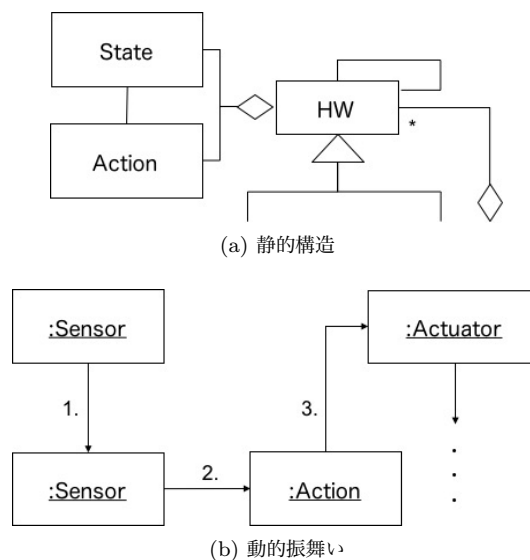 State
HW
*
Action
(a) 静的構造
:Sensor
:Actuator
1.
3.
2.
:Sensor
:Action
(b) 動的振舞い